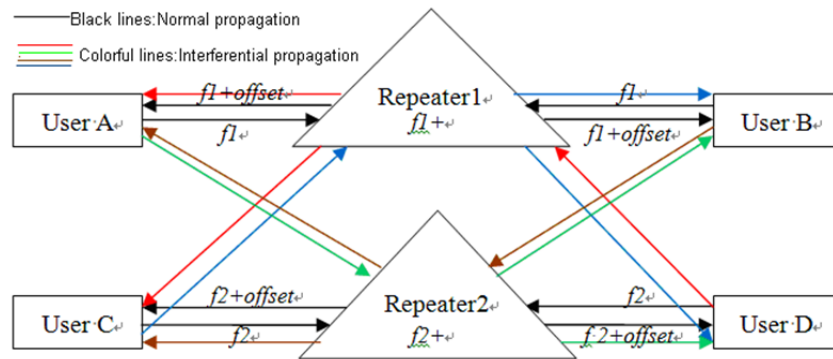 Black lines:Normal propagation
Colorful lines:Interferential propagation
f1+offset
Repeater1
f1
User A
f1
f1+
f1+offset
User B
f2+offset
f2
User C
Repeater2
User D
f2
f2+
f 2+offset